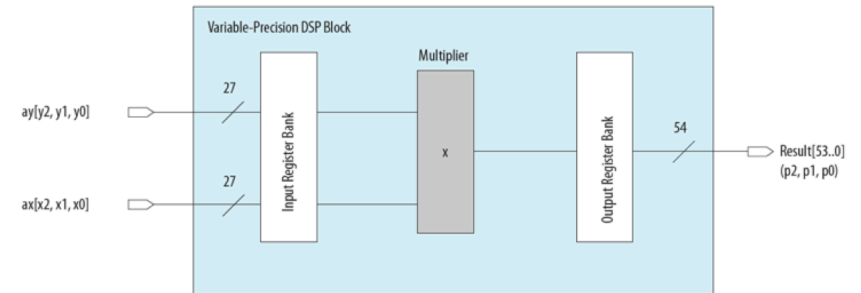 Variable-Precision DSP Block
Multiplier
27
ay[y2, y1, y0]
Input Register Bank
x
Output Register Bank
54
Result[53..0]
(p2, p1, p0)
27
ax[x2, x1, x0]